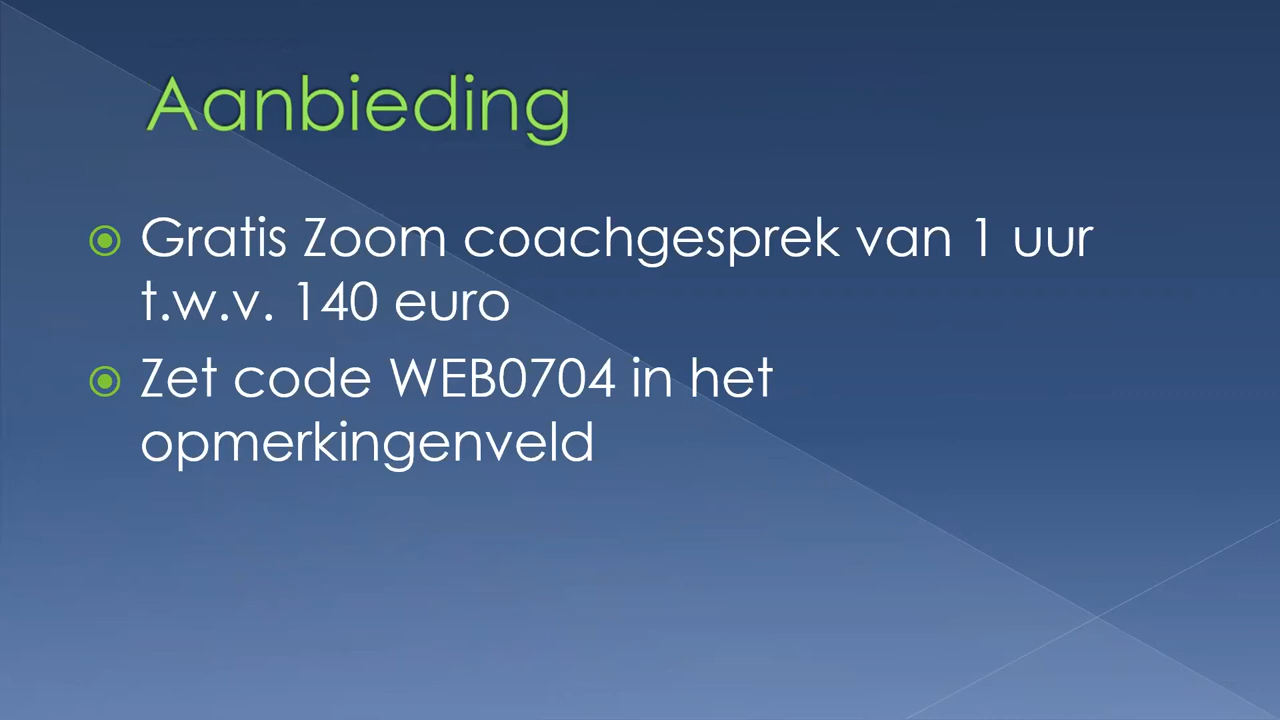 Aanbieding
Gratis Zoom coachgesprek van 1 uur
t.w.v. 140 euro
Zet code WEB0704 in het
opmerkingenveld